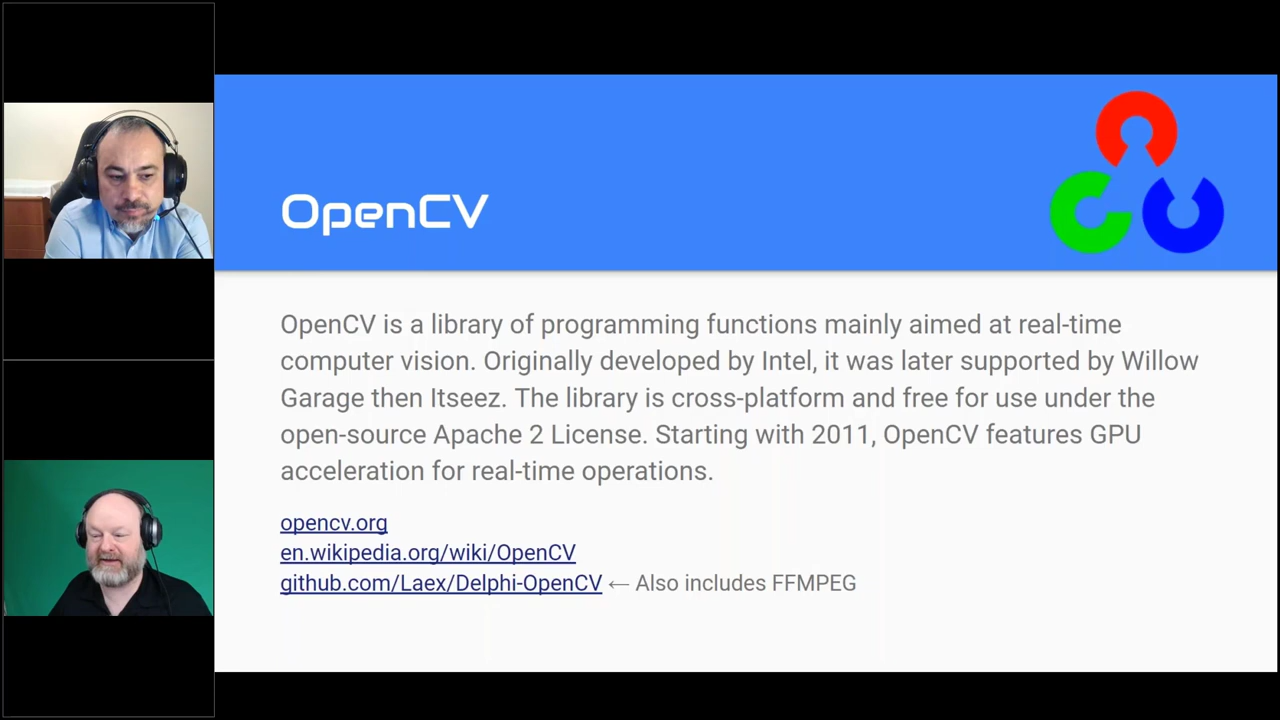 OpenCV
OpenCV is a library of programming functions mainly aimed at real-time
computer vision. Originally developed by Intel, it was later supported by Willow
Garage then Itseez. The library is cross-platform and free for use under the
open-source Apache 2 License. Starting with 2011, OpenCV features GPU
acceleration for real-time operations.
opencv.org
en.wikipedia.org/wiki/OpenCV
github.com/Laex/Delphi-OpenCV ← Also includes FFMPEG